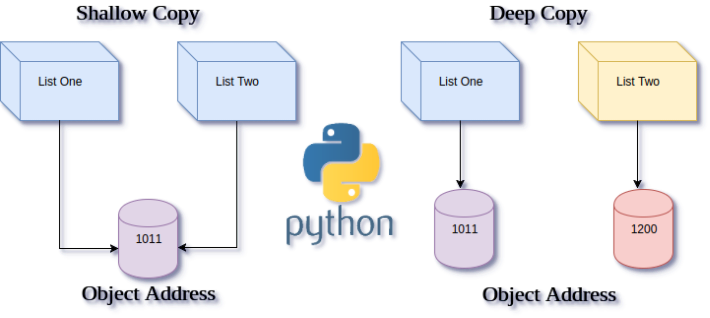 Shallow Copy
Deep Copy
List One
List Two
List One
List Two
python
1011
1011
1200
Object Address
Object Address